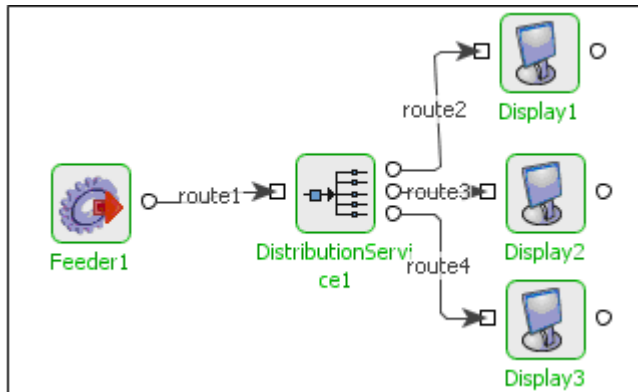 route2
Display1
route1
route3
Feeder1
DistributionServi
ce1
Display2
route4
Display3